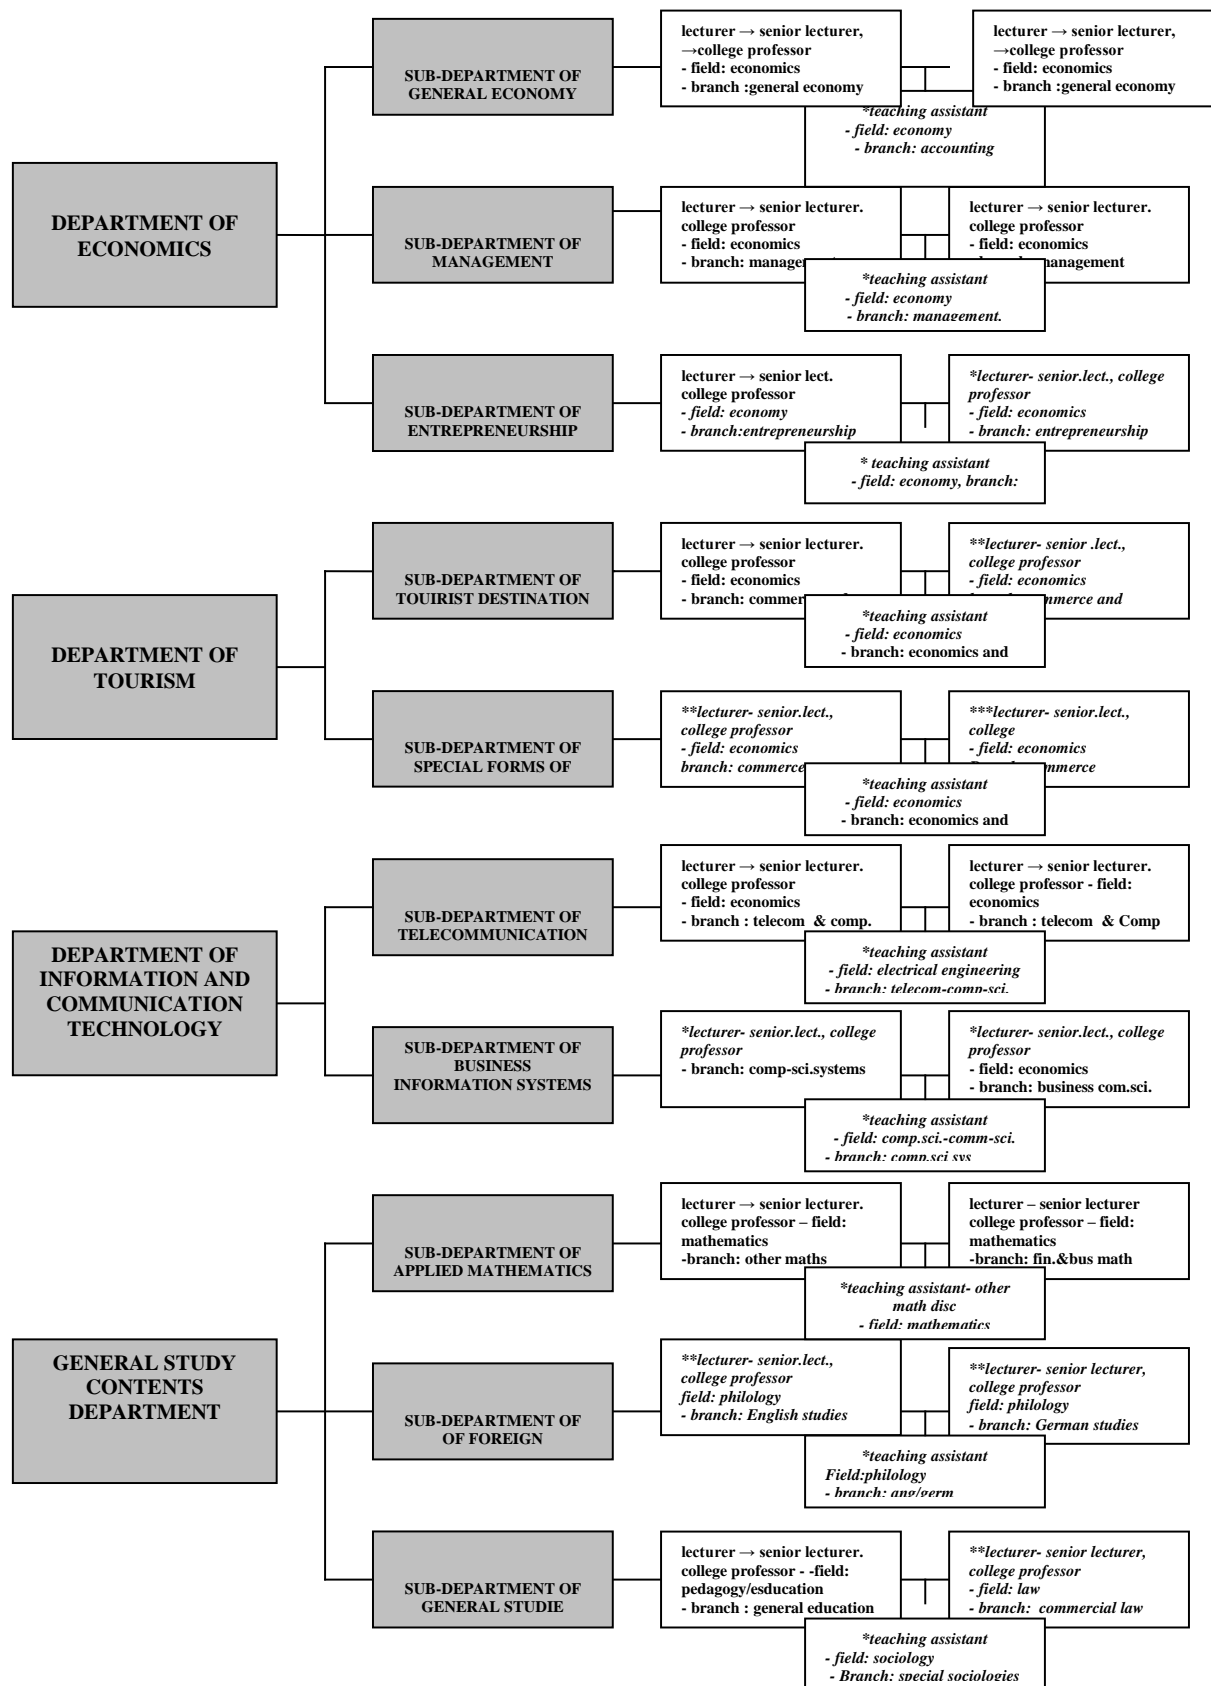 lecturer → senior lecturer,
→college professor
- field: economics
- branch :general economy
lecturer → senior lecturer,
→college professor
- field: economics
- branch :general economy
SUB-DEPARTMENT OF
GENERAL ECONOMY
*teaching assistant
- field: economy
- branch: accounting
DEPARTMENT OF
ECONOMICS
SUB-DEPARTMENT OF
MANAGEMENT
lecturer → senior lecturer.
college professor
- field: economics
- branch: management
lecturer → senior lecturer.
college professor
- field: economics
management
*teaching assistant
- field: economy
- branch: management.
SUB-DEPARTMENT OF
ENTREPRENEURSHIP
lecturer → senior lect.
college professor
- field: economy
- branch:entrepreneurship
*lecturer- senior.lect., college
professor
- field: economics
- branch: entrepreneurship
* teaching assistant
- field: economy, branch:
DEPARTMENT OF
TOURISM
SUB-DEPARTMENT OF
TOUIRIST DESTINATION
lecturer → senior lecturer.
college professor
- field: economics
- branch: commer
**lecturer- senior .lect.,
college professor
- field: economics
mmerce and
*teaching assistant
- field: economics
- branch: economics and
SUB-DEPARTMENT OF
SPECIAL FORMS OF
**lecturer- senior.lect.,
college professor
- field: economics
branch: commerce
***lecturer- senior.lect.,
college
- field: economics
mmerce
*teaching assistant
- field: economics
- branch: economics and
DEPARTMENT OF
INFORMATION AND
COMMUNICATION
TECHNOLOGY
SUB-DEPARTMENT OF
TELECOMMUNICATION
lecturer → senior lecturer.
college professor
- field: economics
- branch : telecom & comp.
lecturer → senior lecturer.
college professor - field:
economics
- branch : telecom & Comp
*teaching assistant
- field: electrical engineering
- branch: telecom-comp-sci.
SUB-DEPARTMENT OF
BUSINESS
INFORMATION SYSTEMS
*lecturer- senior.lect., college
professor
- branch: comp-sci.systems
*lecturer- senior.lect., college
professor
- field: economics
- branch: business com.sci.
*teaching assistant
- field: comp.sci.-comm-sci.
- branch: comp.sci sys
GENERAL STUDY
CONTENTS
DEPARTMENT
SUB-DEPARTMENT OF
APPLIED MATHEMATICS
lecturer → senior lecturer.
college professor – field:
mathematics
-branch: other maths
lecturer – senior lecturer
college professor – field:
mathematics
-branch: fin.&bus math
*teaching assistant- other
math disc
- field: mathematics
SUB-DEPARTMENT OF
OF FOREIGN
**lecturer- senior.lect.,
college professor
field: philology
- branch: English studies
**lecturer- senior lecturer,
college professor
field: philology
- branch: German studies
*teaching assistant
Field:philology
- branch: ang/germ
SUB-DEPARTMENT OF
GENERAL STUDIE
lecturer → senior lecturer.
college professor - -field:
pedagogy/esducation
- branch : general education
**lecturer- senior lecturer,
college professor
- field: law
- branch: commercial law
*teaching assistant
- field: sociology
- Branch: special sociologies